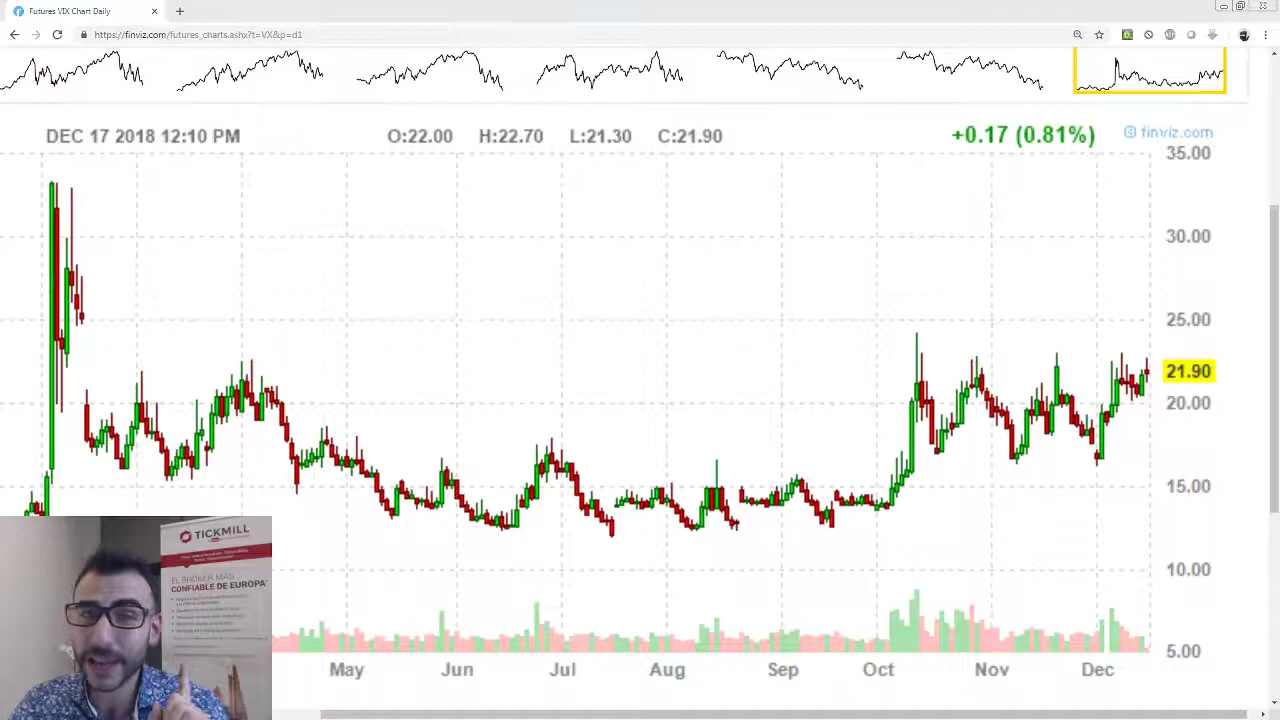 Futures VIX Chart Daily
https://finviz.com/futures_charts.ashx?t=VX&p=d1
DEC 17 2018 12:10 PM O:22.00 H:22.70 L:21.30 C:21.90 +0.17 (0.81%) finviz.com
35.00
30.00
25.00
21.90
20.00
15.00
10.00
5.00
May Jun Jul Aug Sep Oct Nov Dec
TICKMILL
EL BRÓKER MÁS
CONFIABLE DE EUROPA*